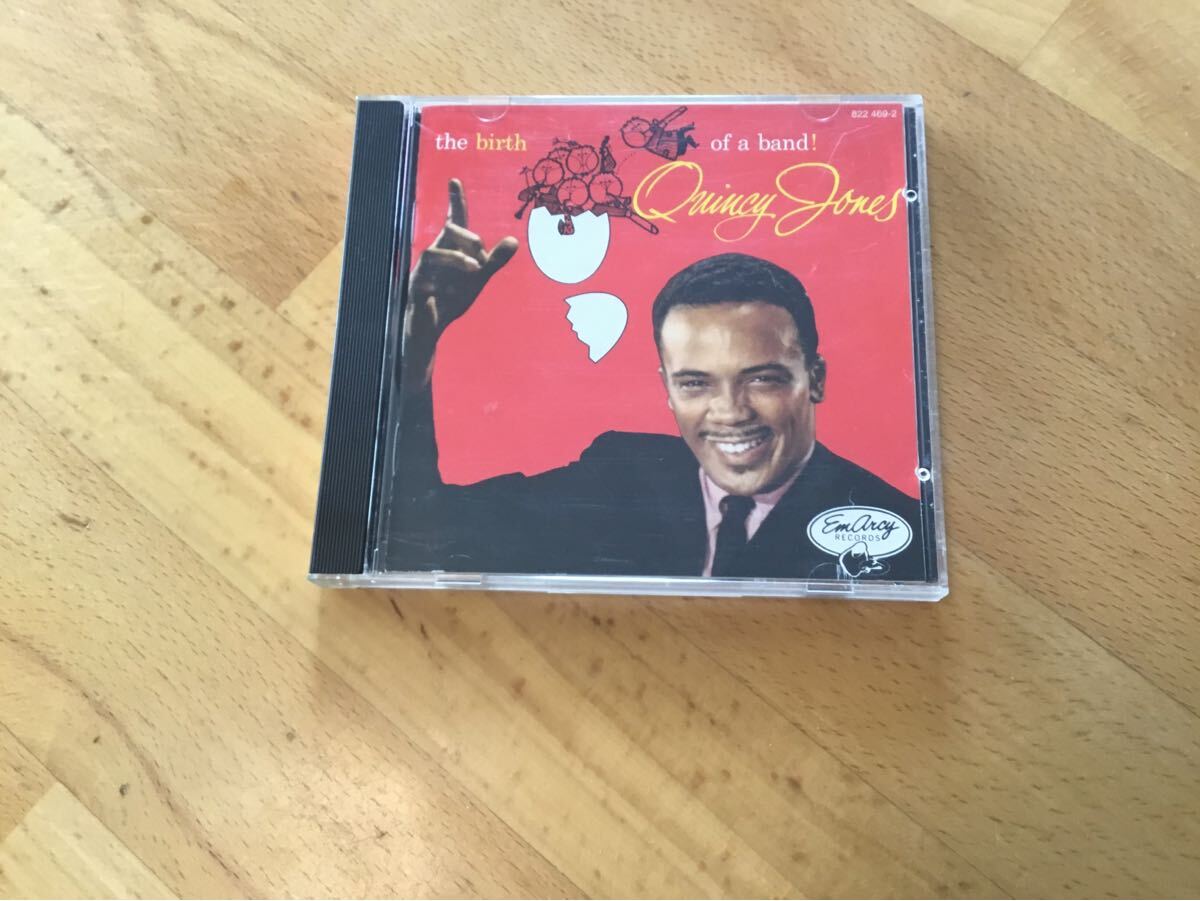 822 469-2
the birth of a band!
Quincy Jones
EmArcy
RECORDS